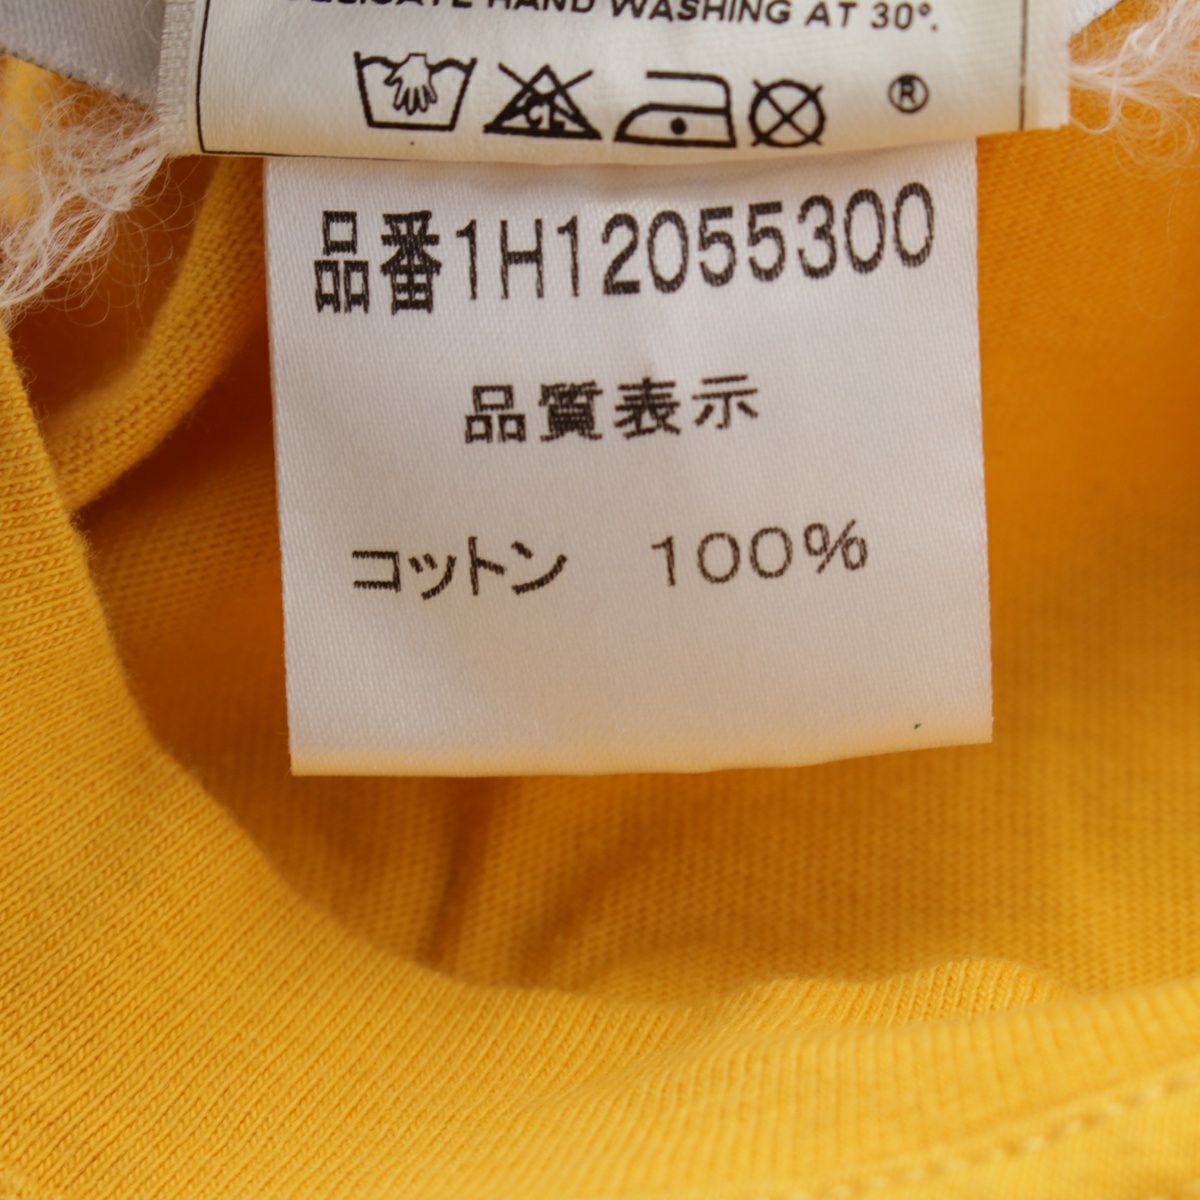 DELICATE HAND WASHING AT 30°.
CL ®
品番1H12055300
品質表示
コットン 100%